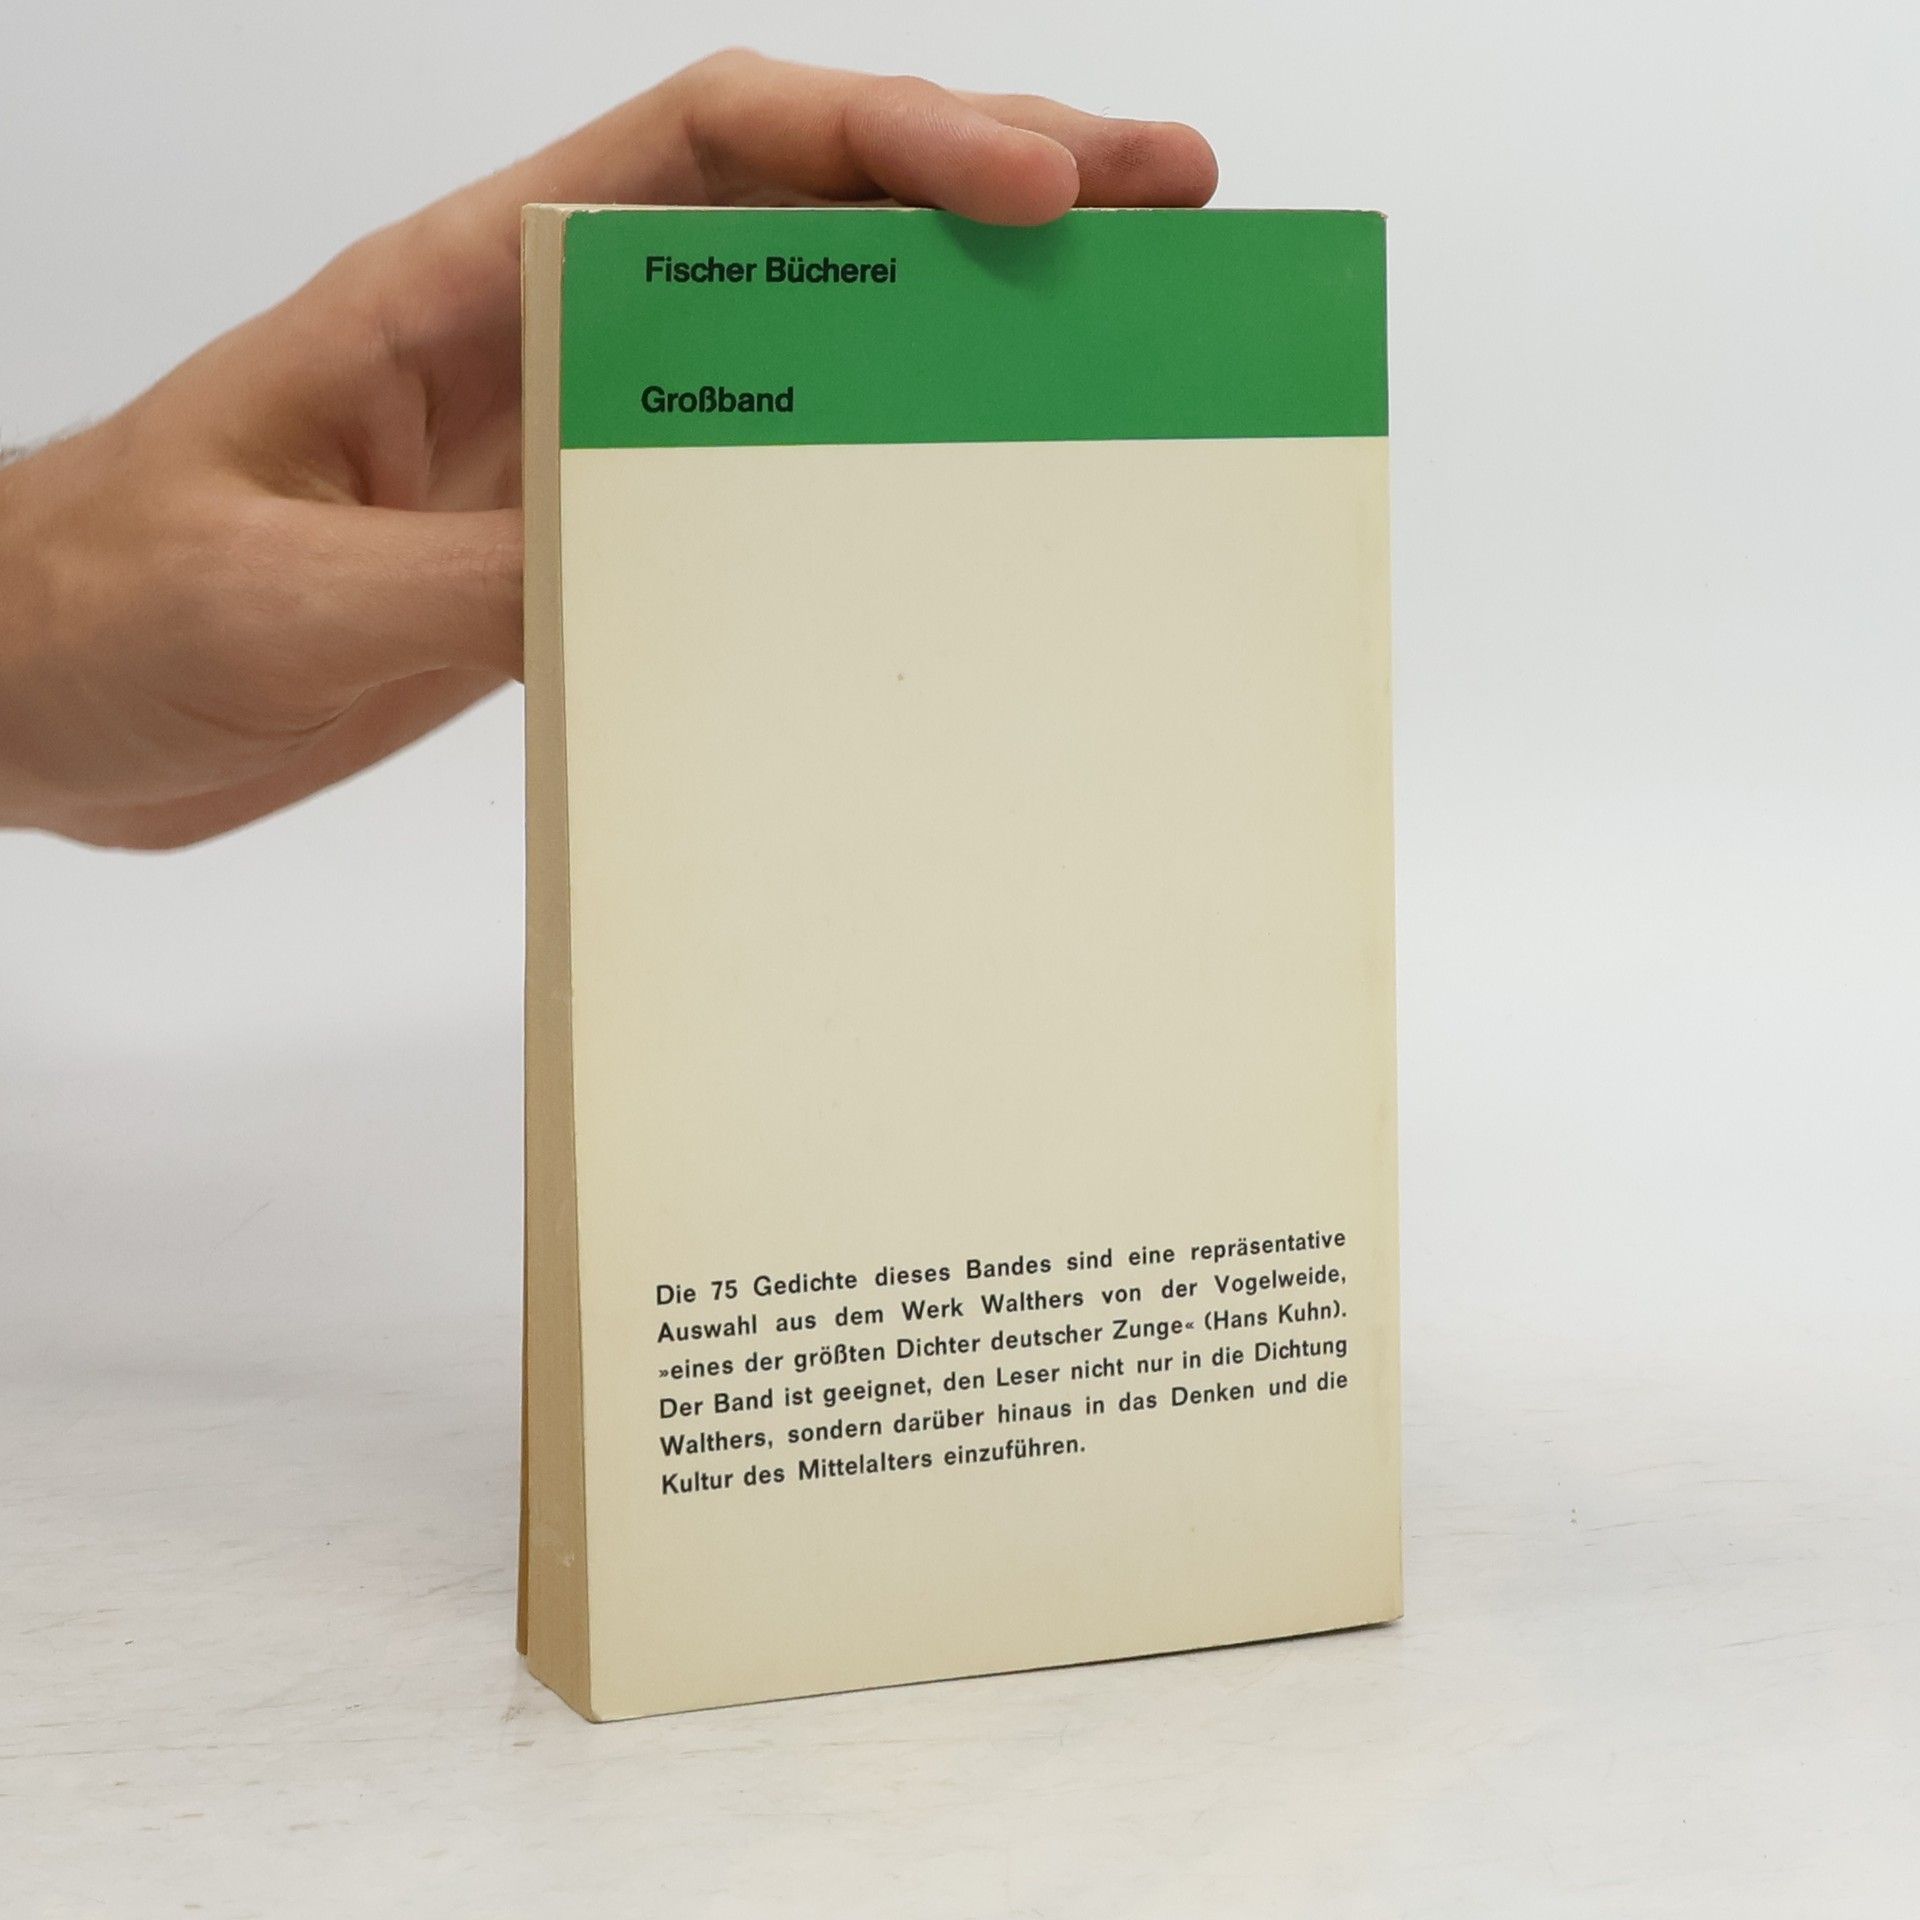 Fischer Bücherei
Großband
Die 75 Gedichte dieses Bandes sind eine repräsentative
Auswahl aus dem Werk Walthers von der Vogelweide,
»eines der größten Dichter deutscher Zunge« (Hans Kuhn).
Der Band ist geeignet, den Leser nicht nur in die Dichtung
Walthers, sondern darüber hinaus in das Denken und die
Kultur des Mittelalters einzuführen.